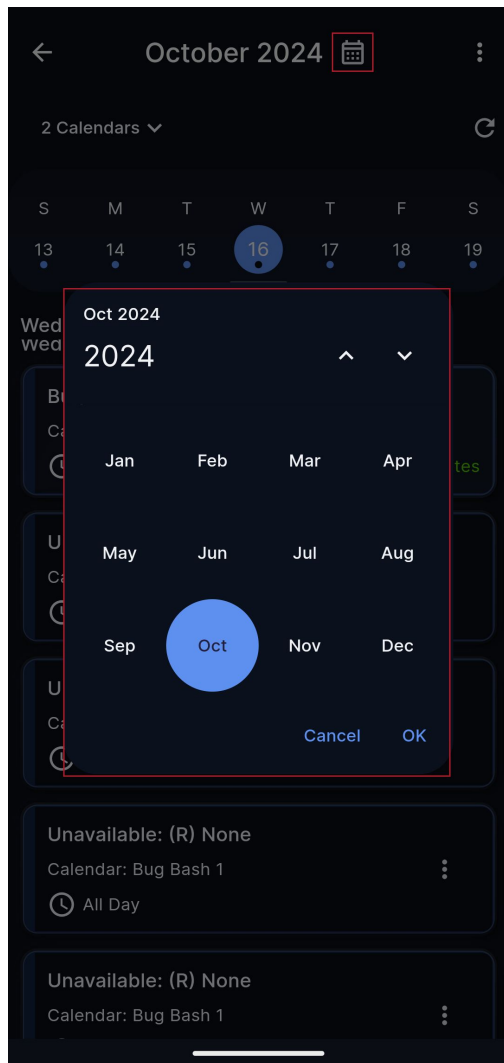 October 2024
2 Calendars
S M T W T F S
13 14 15 16 17 18 19
Wed
Oct 2024
2024
Jan Feb Mar Apr
May Jun Jul Aug
Sep Oct Nov Dec
Cancel OK
Unavailable: (R) None
Calendar: Bug Bash 1
All Day
Unavailable: (R) None
Calendar: Bug Bash 1